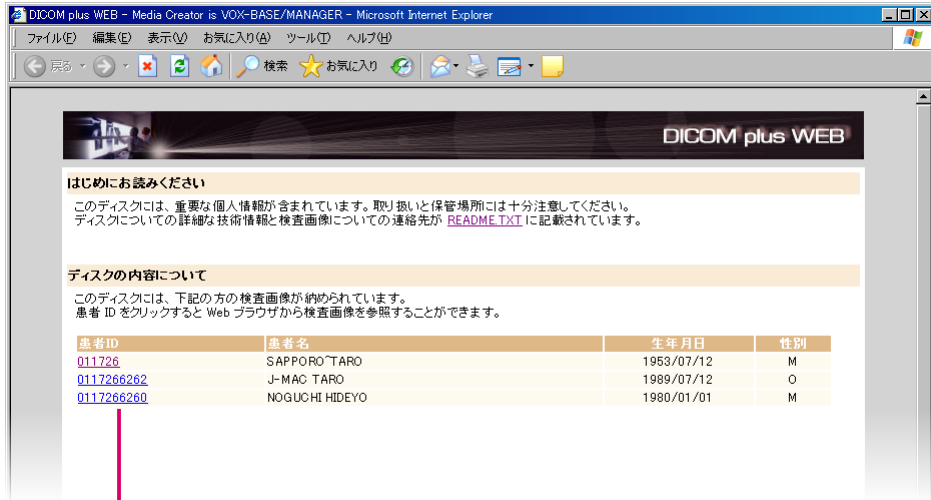 DICOM plus WEB - Media Creator is VOX-BASE/MANAGER - Microsoft Internet Explorer
ファイル(F) 編集(E) 表示(V) お気に入り(A) ツール(T) ヘルプ(H)
戻る 検索 お気に入り
DICOM plus WEB
はじめにお読みください
このディスクには、重要な個人情報が含まれています。取り扱いと保管場所には十分注意してください。
ディスクについての詳細な技術情報と検査画像についての連絡先が README.TXT に記載されています。
ディスクの内容について
このディスクには、下記の方の検査画像が納められています。
患者 ID をクリックすると Web ブラウザから検査画像を参照することができます。
患者ID 患者名 生年月日 性別
011726 SAPPORO^TARO 1953/07/12 M
0117266262 J-MAC TARO 1989/07/12 O
0117266260 NOGUCHI HIDEYO 1980/01/01 M